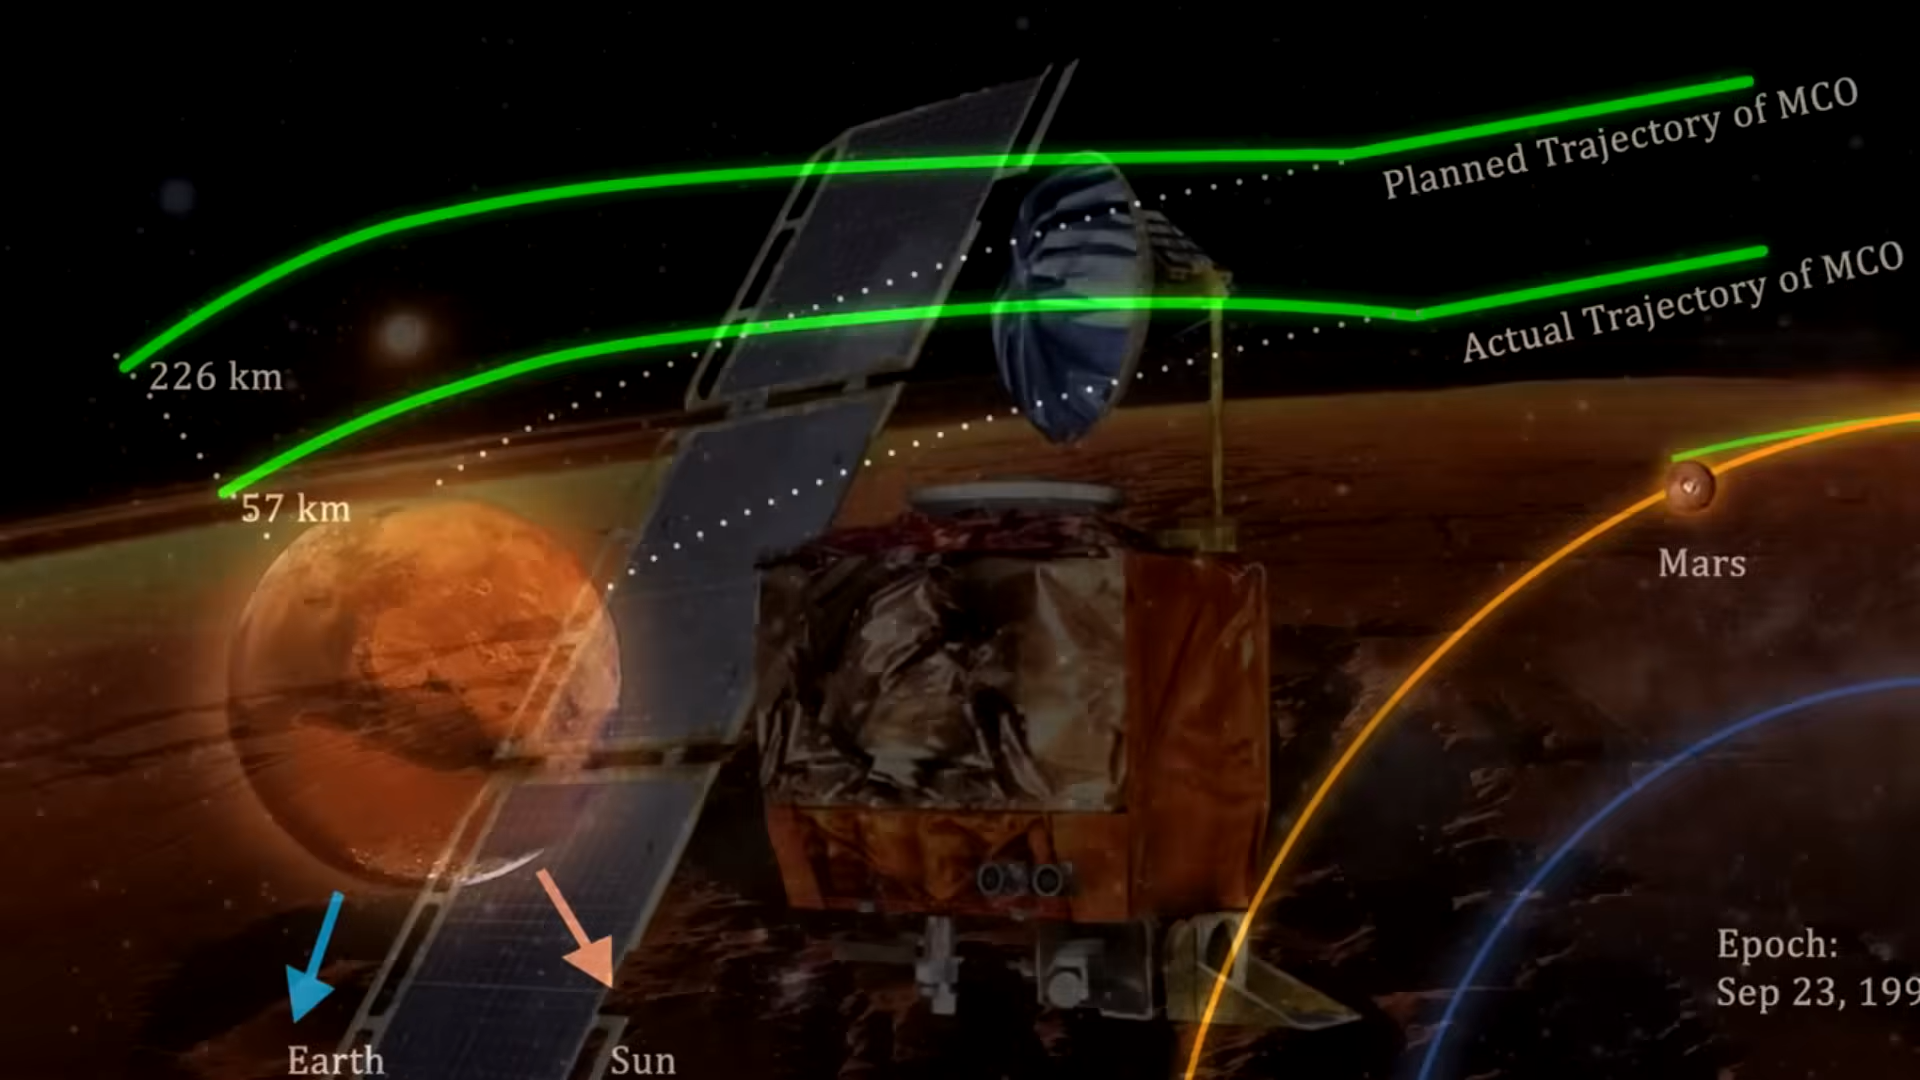 Planned Trajectory of MCO
Actual Trajectory of MCO
226 km
57 km
Mars
Epoch:
Sep 23, 199
Earth
Sun